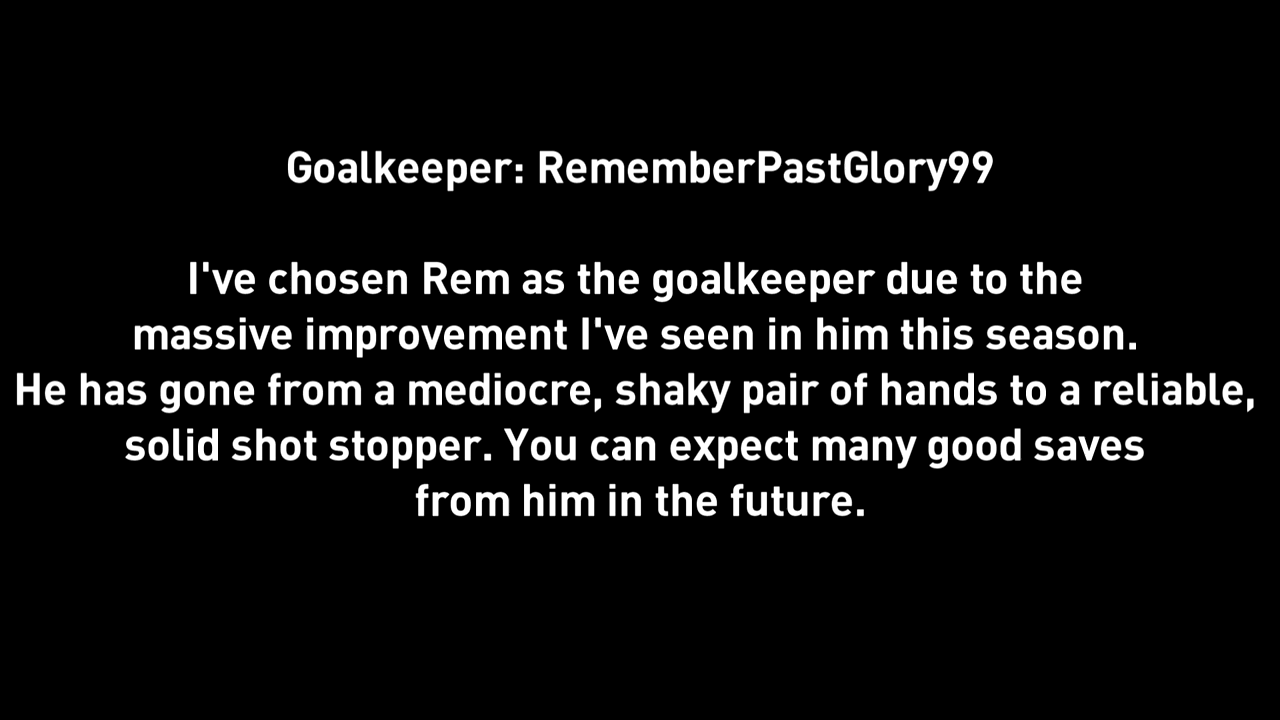 Goalkeeper: RememberPastGlory99
I've chosen Rem as the goalkeeper due to the
massive improvement I've seen in him this season.
He has gone from a mediocre, shaky pair of hands to a reliable,
solid shot stopper. You can expect many good saves
from him in the future.